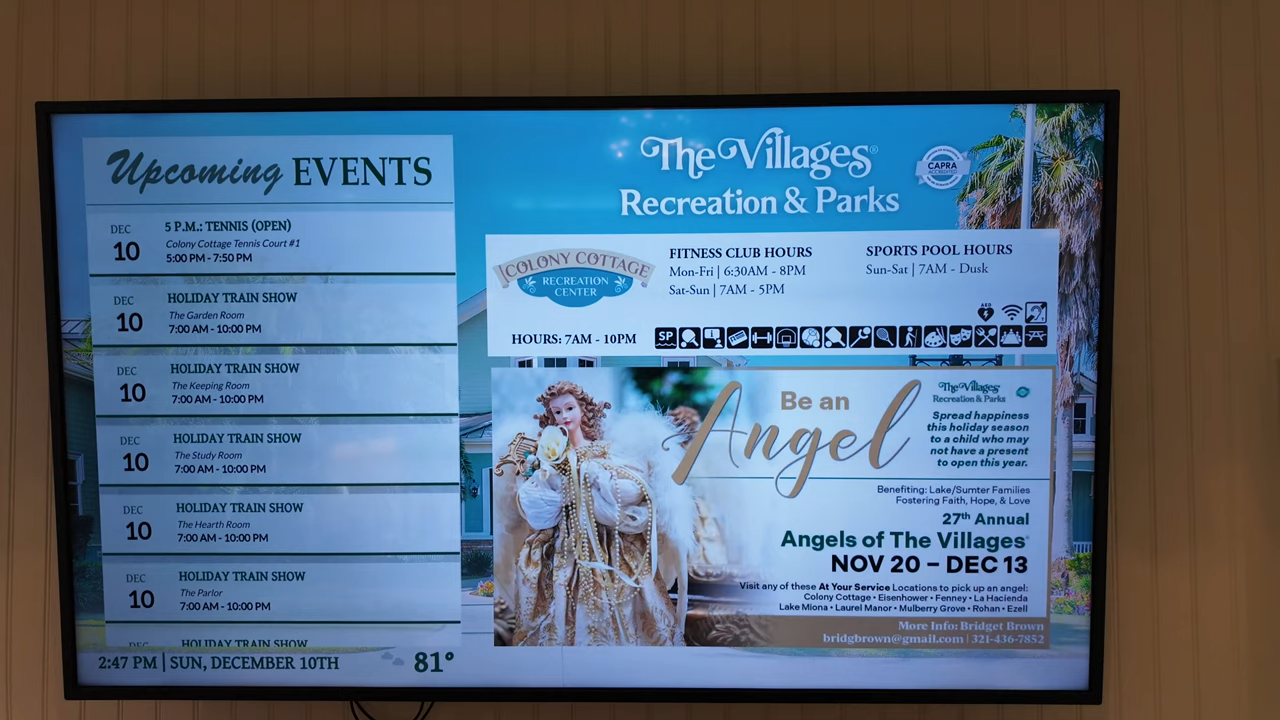 Upcoming EVENTS
DEC
10
5 P.M.: TENNIS (OPEN)
Colony Cottage Tennis Court #1
5:00 PM - 7:50 PM
DEC
10
HOLIDAY TRAIN SHOW
The Garden Room
7:00 AM - 10:00 PM
DEC
10
HOLIDAY TRAIN SHOW
The Keeping Room
7:00 AM - 10:00 PM
DEC
10
HOLIDAY TRAIN SHOW
The Study Room
7:00 AM - 10:00 PM
DEC
10
HOLIDAY TRAIN SHOW
The Hearth Room
7:00 AM - 10:00 PM
DEC
10
HOLIDAY TRAIN SHOW
The Parlor
7:00 AM - 10:00 PM
DEC
HOLIDAY TRAIN SHOW
2:47 PM | SUN, DECEMBER 10TH 81°
The Villages®
Recreation & Parks
CAPRA
ACCREDITED
COLONY COTTAGE
RECREATION
CENTER
HOURS: 7AM - 10PM
FITNESS CLUB HOURS
Mon-Fri | 6:30AM - 8PM
Sat-Sun | 7AM - 5PM
SPORTS POOL HOURS
Sun-Sat | 7AM - Dusk
AED
SP
Be an
Angel
The Villages®
Recreation & Parks
Spread happiness
this holiday season
to a child who may
not have a present
to open this year.
Benefiting: Lake/Sumter Families
Fostering Faith, Hope, & Love
27th Annual
Angels of The Villages®
NOV 20 – DEC 13
Visit any of these At Your Service Locations to pick up an angel:
Colony Cottage • Eisenhower • Fenney • La Hacienda
Lake Miona • Laurel Manor • Mulberry Grove • Rohan • Ezell
More Info: Bridget Brown
bridgbrown@gmail.com | 321-436-7852